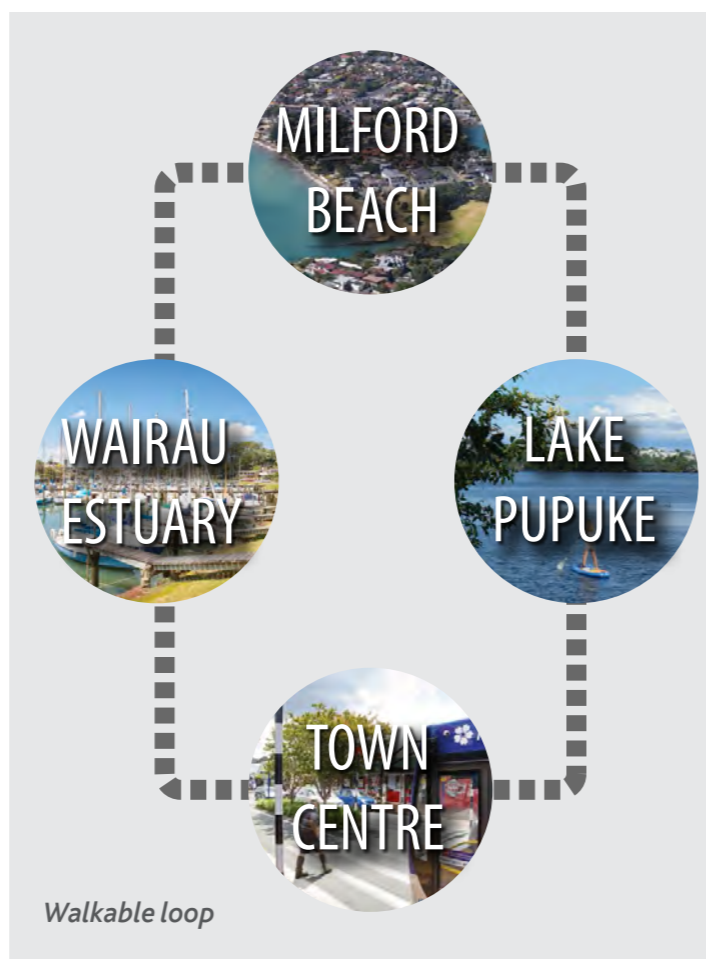 MILFORD
BEACH
WAIRAU
ESTUARY
LAKE
PUPUKE
TOWN
CENTRE
Walkable loop